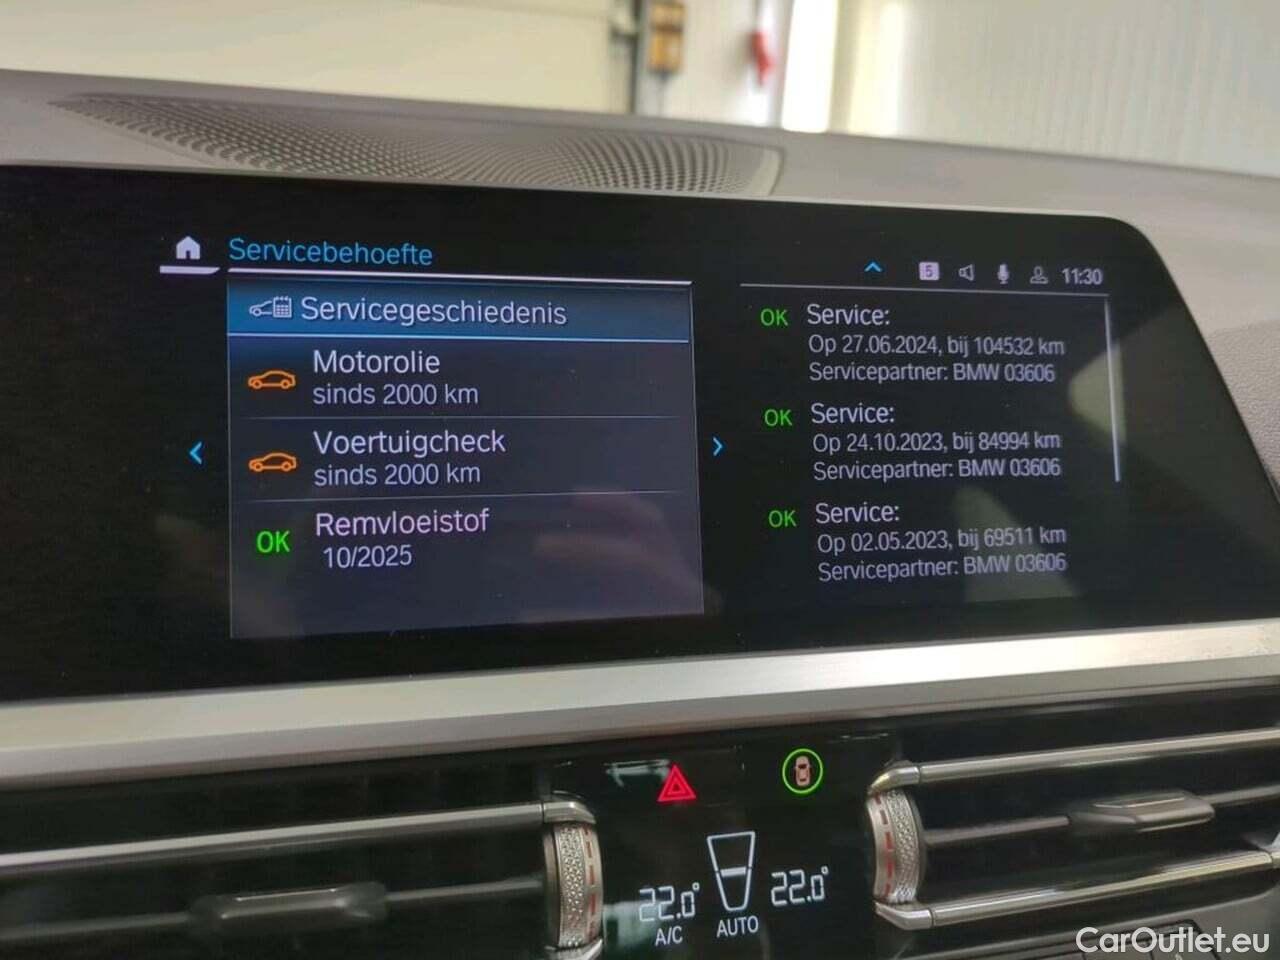 Servicebehoefte
5
11:30
Servicegeschiedenis
Motorolie
sinds 2000 km
Voertuigcheck
sinds 2000 km
OK Remvloeistof
10/2025
OK Service:
Op 27.06.2024, bij 104532 km
Servicepartner: BMW 03606
OK Service:
Op 24.10.2023, bij 84994 km
Servicepartner: BMW 03606
OK Service:
Op 02.05.2023, bij 69511 km
Servicepartner: BMW 03606
22.0° 22.0°
A/C AUTO
CarOutlet.eu